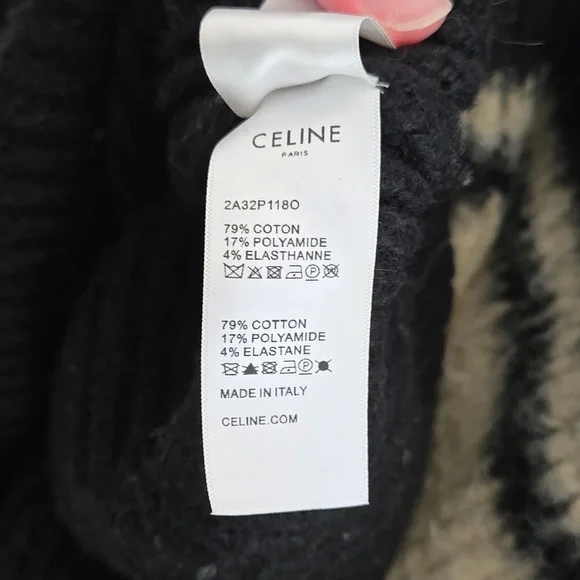 CELINE
PARIS
2A32P118O
79% COTON
17% POLYAMIDE
4% ELASTHANNE
79% COTTON
17% POLYAMIDE
4% ELASTANE
MADE IN ITALY
CELINE.COM